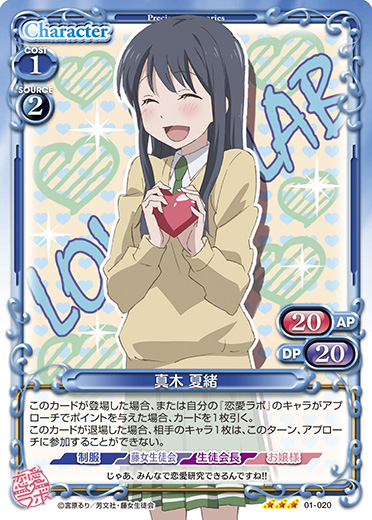 Precious Memories
Character
COST
1
SOURCE
2
LOVE LAB
20 AP
DP 20
真木 夏緒
このカードが登場した場合、または自分の『恋愛ラボ』のキャラがアプ
ローチでポイントを与えた場合、カードを1枚引く。
このカードが退場した場合、相手のキャラ1枚は、このターン、アプロー
チに参加することができない。
制服 藤女生徒会 生徒会長 お嬢様
じゃあ、みんなで恋愛研究できるんですね!!
恋愛ラボ
©宮原るり/芳文社・藤女生徒会
01-020